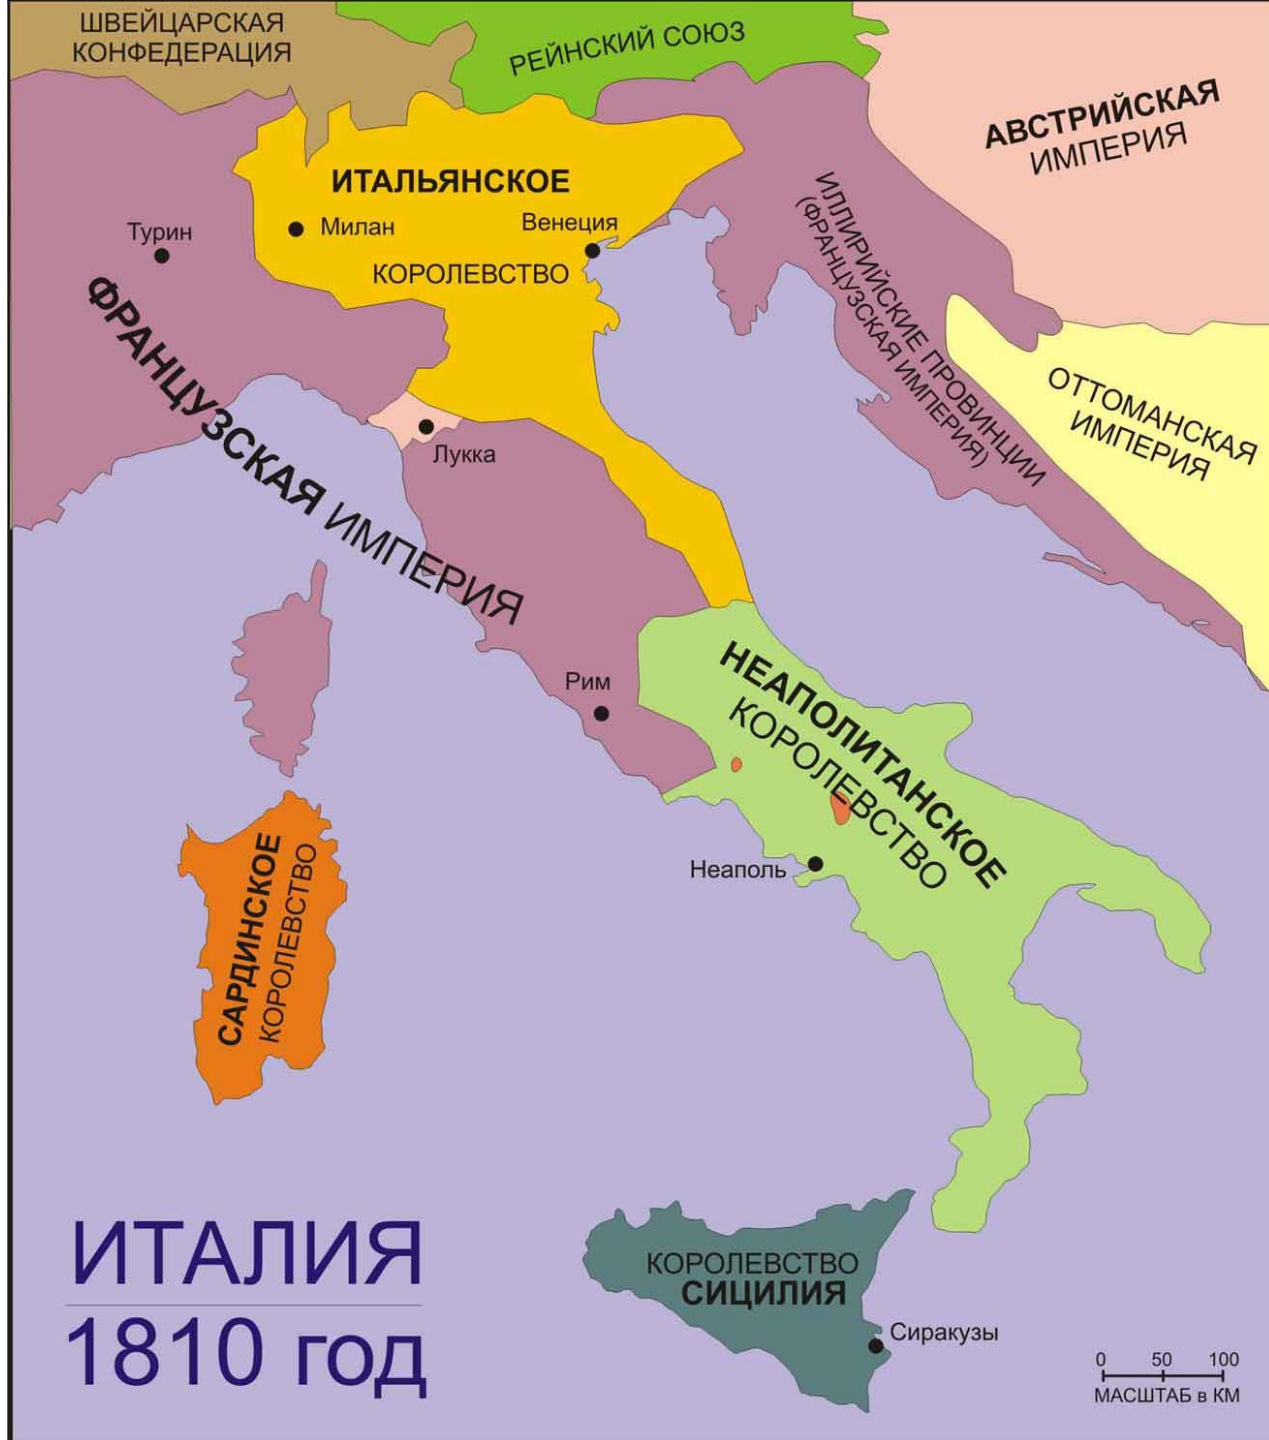 ШВЕЙЦАРСКАЯ
КОНФЕДЕРАЦИЯ
РЕЙНСКИЙ СОЮЗ
АВСТРИЙСКАЯ
ИМПЕРИЯ
ИТАЛЬЯНСКОЕ
КОРОЛЕВСТВО
Турин
Милан
Венеция
ИЛЛИРИЙСКИЕ ПРОВИНЦИИ
(ФРАНЦУЗСКАЯ ИМПЕРИЯ)
ОТТОМАНСКАЯ
ИМПЕРИЯ
ФРАНЦУЗСКАЯ ИМПЕРИЯ
Лукка
Рим
НЕАПОЛИТАНСКОЕ
КОРОЛЕВСТВО
Неаполь
САРДИНСКОЕ
КОРОЛЕВСТВО
КОРОЛЕВСТВО
СИЦИЛИЯ
Сиракузы
ИТАЛИЯ
1810 год
0 50 100
МАСШТАБ в КМ